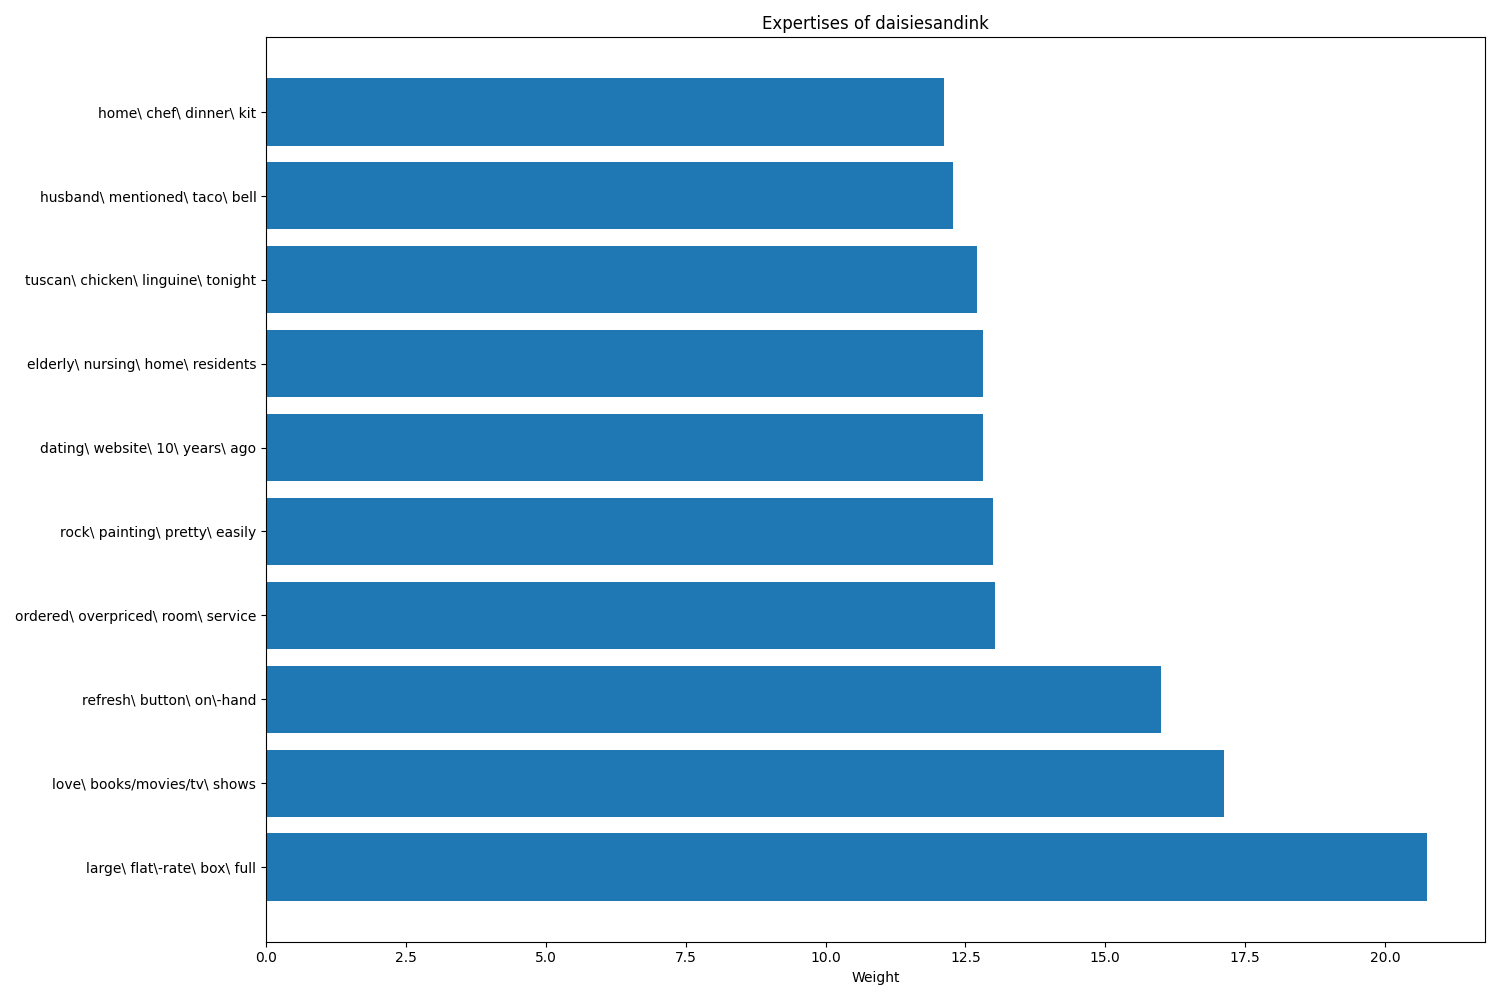 Expertises of daisiesandink
home\ chef\ dinner\ kit
husband\ mentioned\ taco\ bell
tuscan\ chicken\ linguine\ tonight
elderly\ nursing\ home\ residents
dating\ website\ 10\ years\ ago
rock\ painting\ pretty\ easily
ordered\ overpriced\ room\ service
refresh\ button\ on\-hand
love\ books/movies/tv\ shows
large\ flat\-rate\ box\ full
0.0 2.5 5.0 7.5 10.0 12.5 15.0 17.5 20.0
Weight